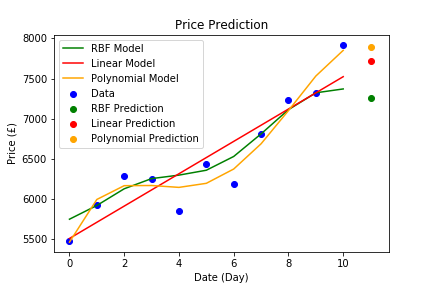 Price Prediction
8000
7500
7000
6500
6000
5500
Price (£)
RBF Model
Linear Model
Polynomial Model
Data
RBF Prediction
Linear Prediction
Polynomial Prediction
0 2 4 6 8 10
Date (Day)